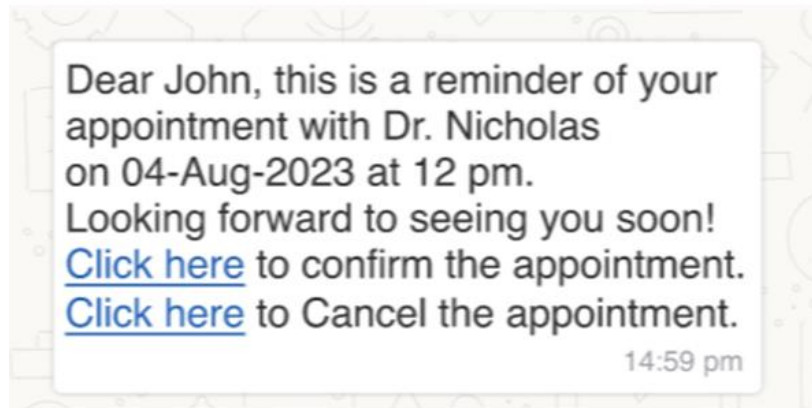 Dear John, this is a reminder of your
appointment with Dr. Nicholas
on 04-Aug-2023 at 12 pm.
Looking forward to seeing you soon!
Click here to confirm the appointment.
Click here to Cancel the appointment.
14:59 pm